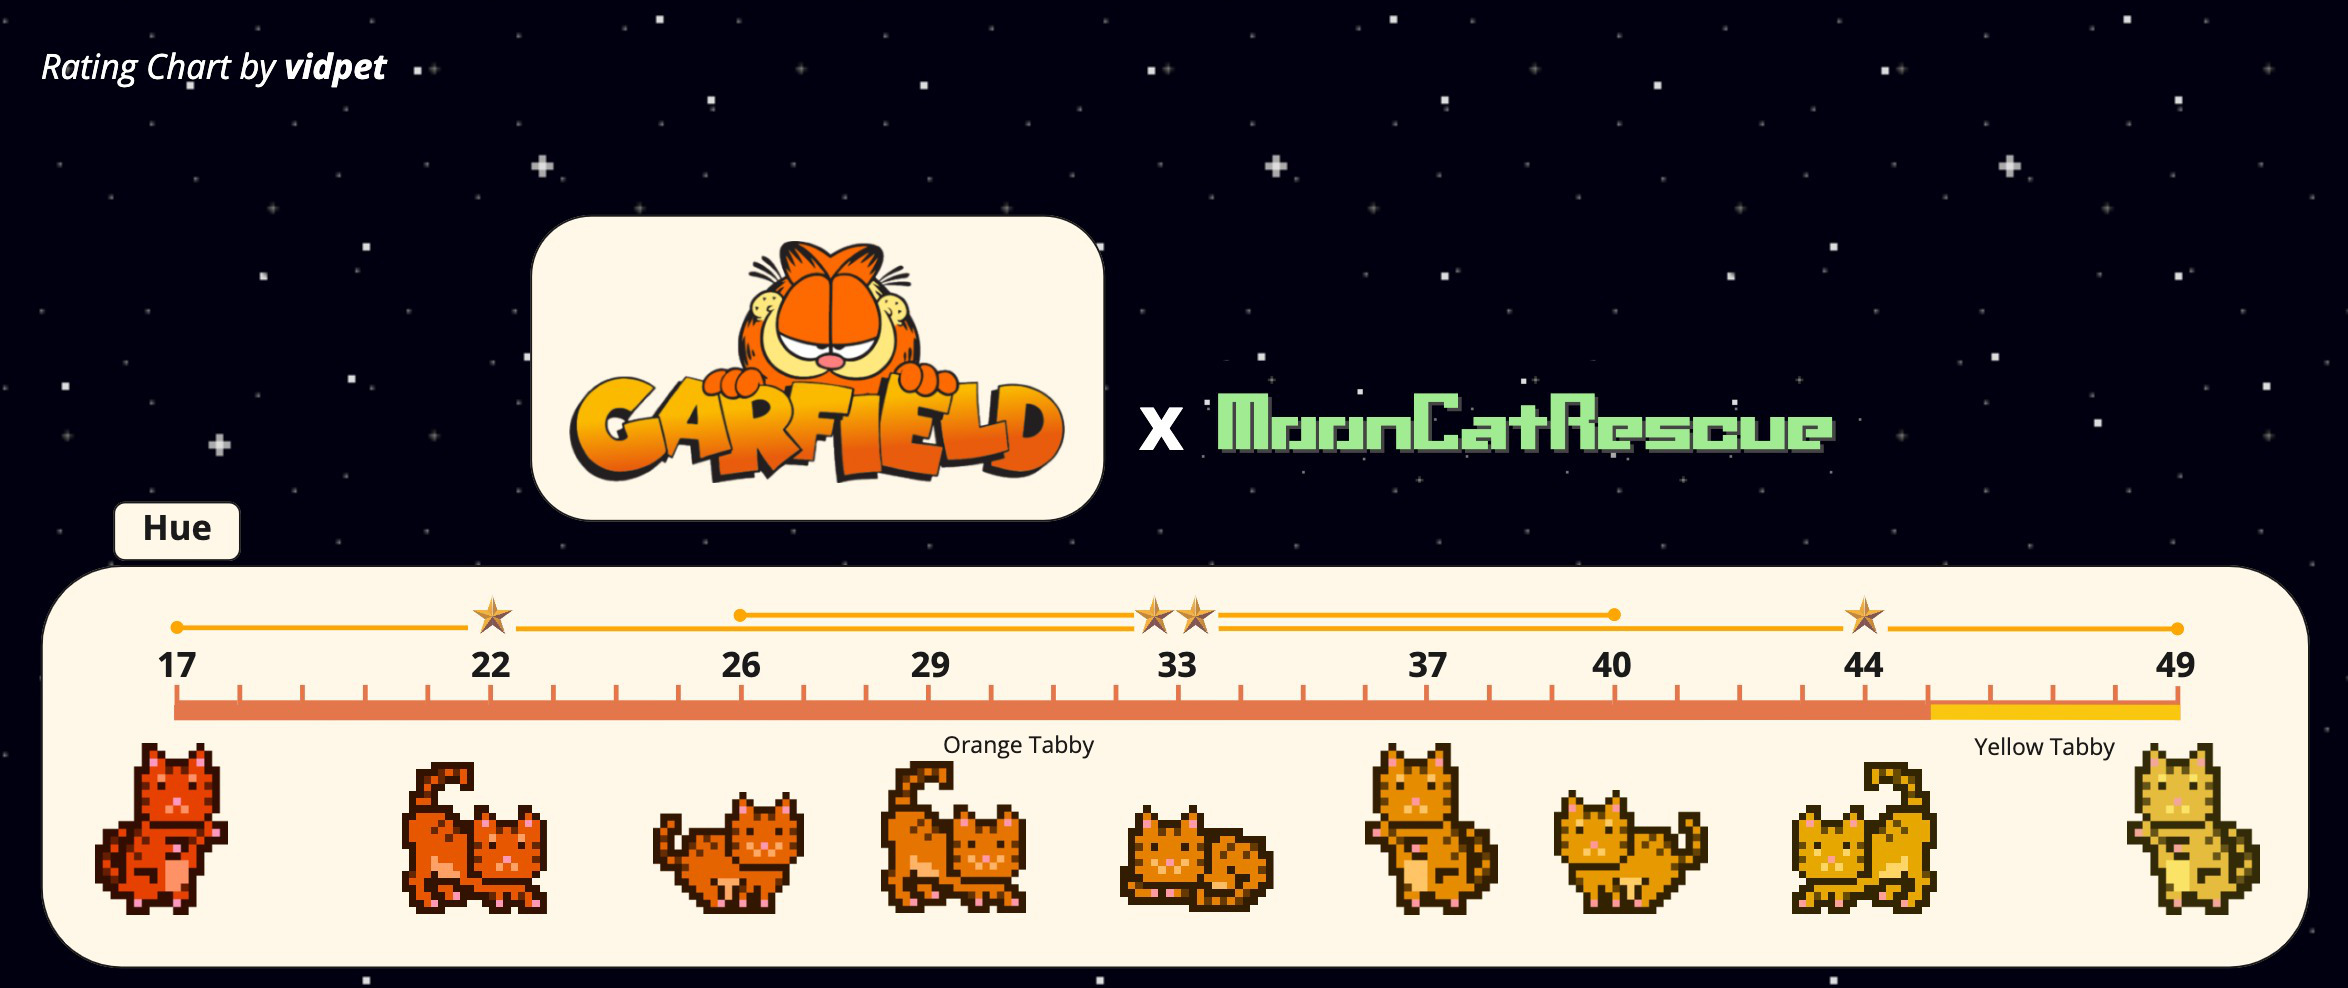 Rating Chart by vidpet
GARFIELD
x MoonCatRescue
Hue
17 22 26 29 33 37 40 44 49
Orange Tabby
Yellow Tabby